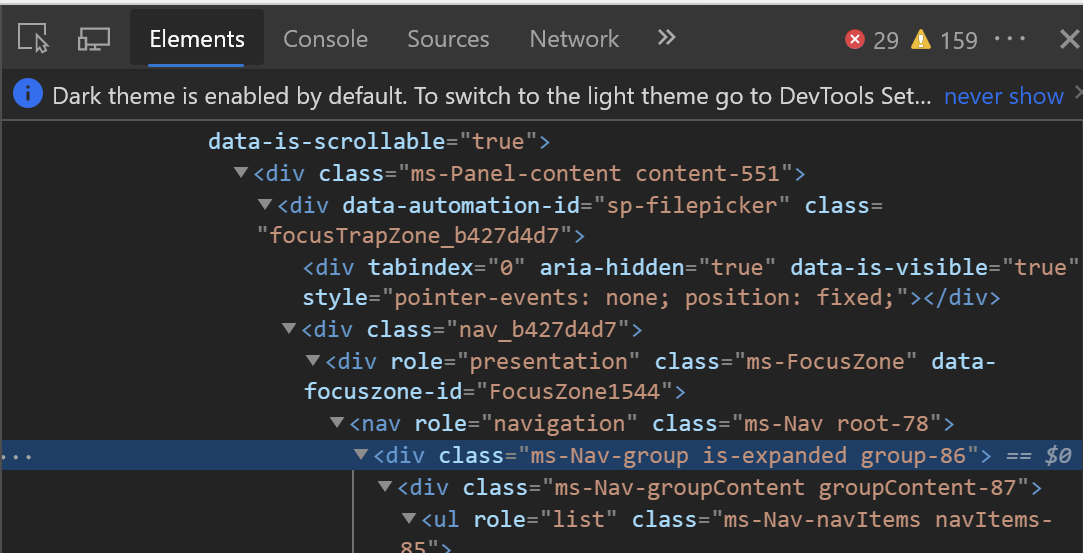 Elements Console Sources Network » 29 159 ··· ×
Dark theme is enabled by default. To switch to the light theme go to DevTools Set... never show ×
data-is-scrollable="true">
▼<div class="ms-Panel-content content-551">
▼<div data-automation-id="sp-filepicker" class=
"focusTrapZone_b427d4d7">
<div tabindex="0" aria-hidden="true" data-is-visible="true"
style="pointer-events: none; position: fixed;"></div>
▼<div class="nav_b427d4d7">
▼<div role="presentation" class="ms-FocusZone" data-
focuszone-id="FocusZone1544">
▼<nav role="navigation" class="ms-Nav root-78">
... ▼<div class="ms-Nav-group is-expanded group-86"> == $0
▼<div class="ms-Nav-groupContent groupContent-87">
▼<ul role="list" class="ms-Nav-navItems navItems-
85">